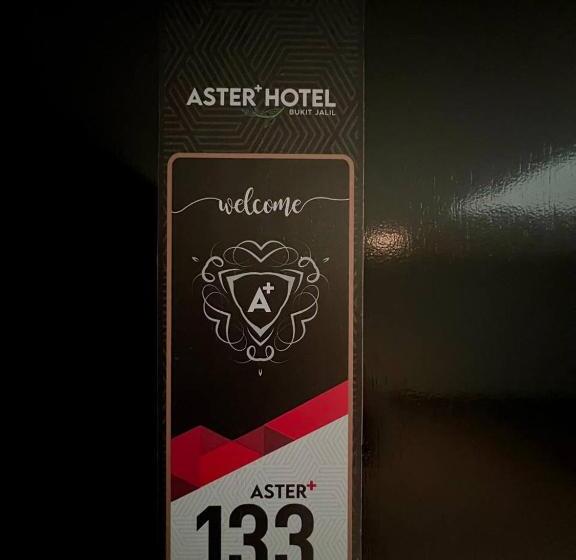 ASTER+ HOTEL
BUKIT JALIL
welcome
A+
ASTER+
133